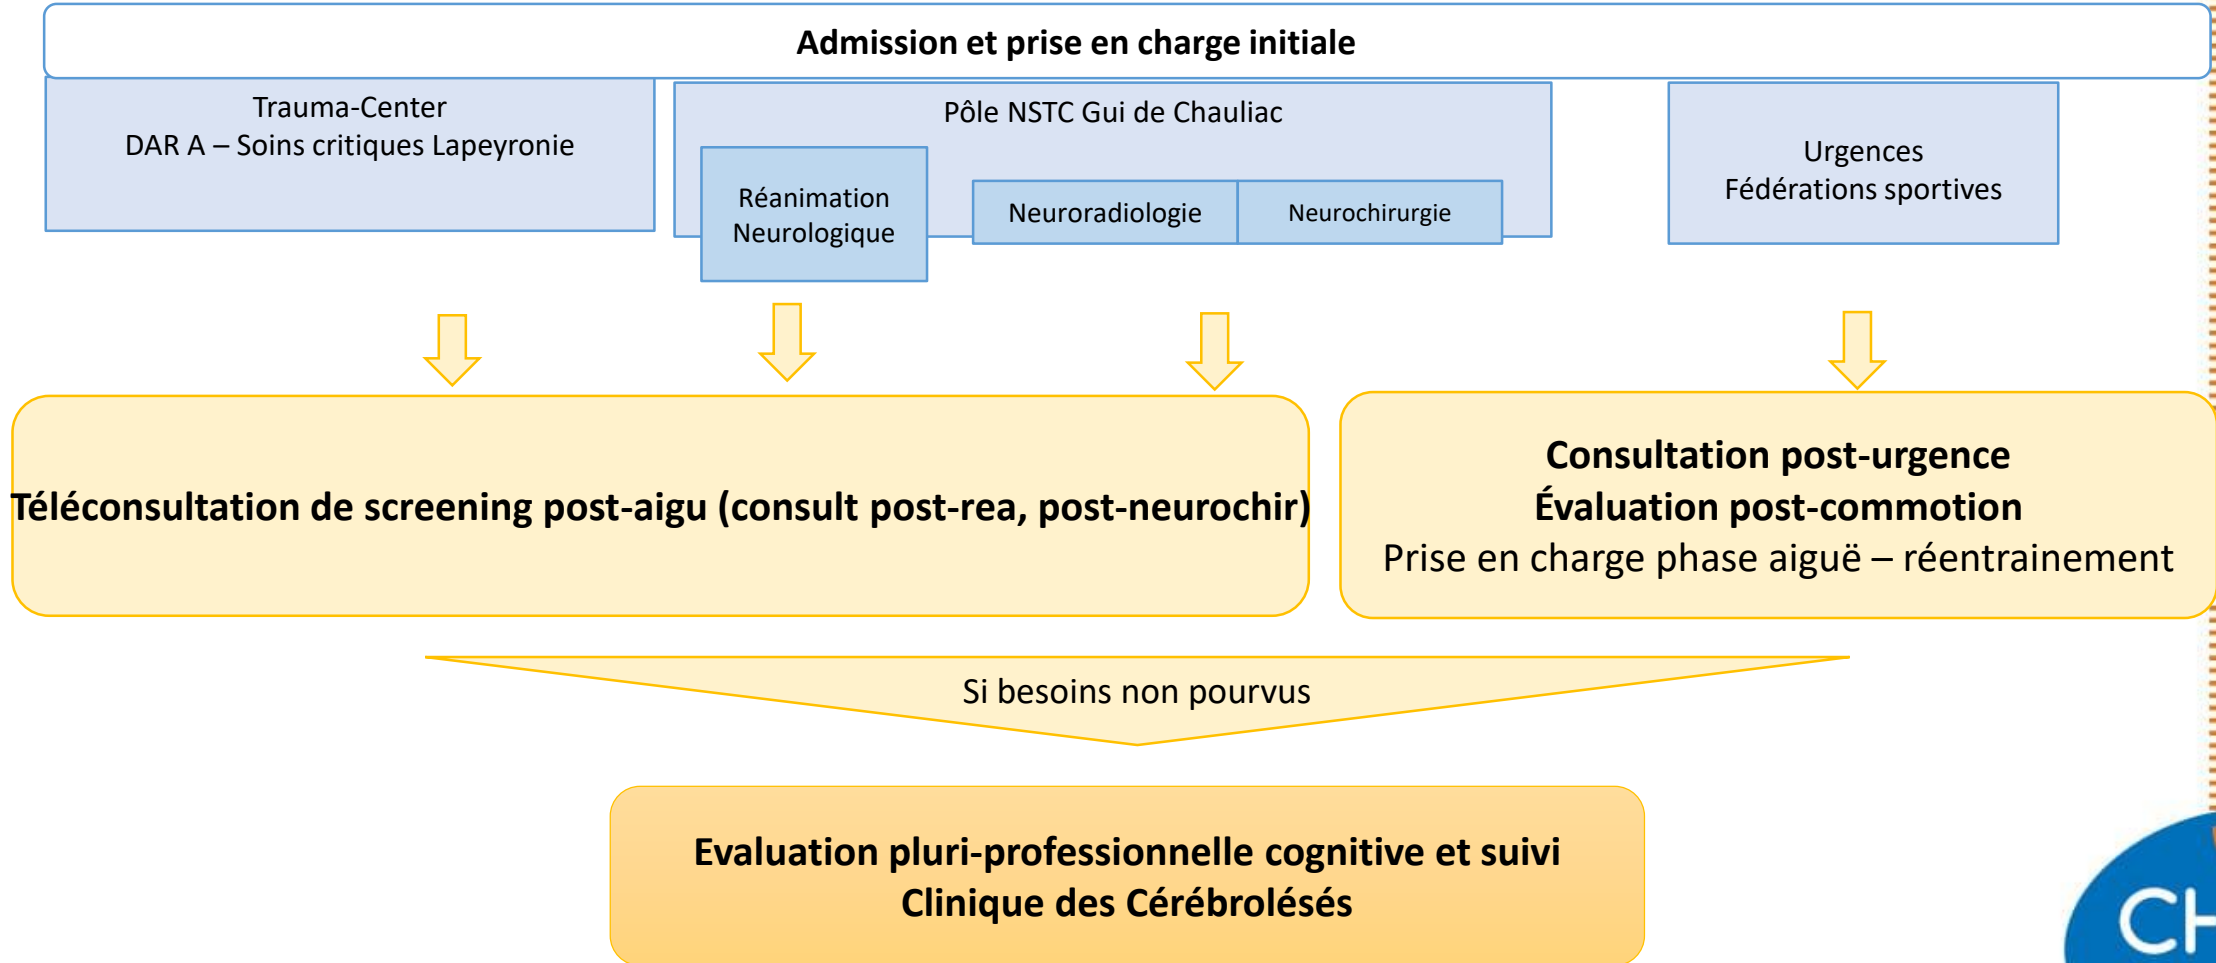 Admission et prise en charge initiale
Trauma-Center
DAR A – Soins critiques Lapeyronie
Pôle NSTC Gui de Chauliac
Réanimation
Neurologique
Neuroradiologie
Neurochirurgie
Urgences
Fédérations sportives
Téléconsultation de screening post-aigu (consult post-rea, post-neurochir)
Consultation post-urgence
Évaluation post-commotion
Prise en charge phase aiguë – réentrainement
Si besoins non pourvus
Evaluation pluri-professionnelle cognitive et suivi
Clinique des Cérébrolésés
CH